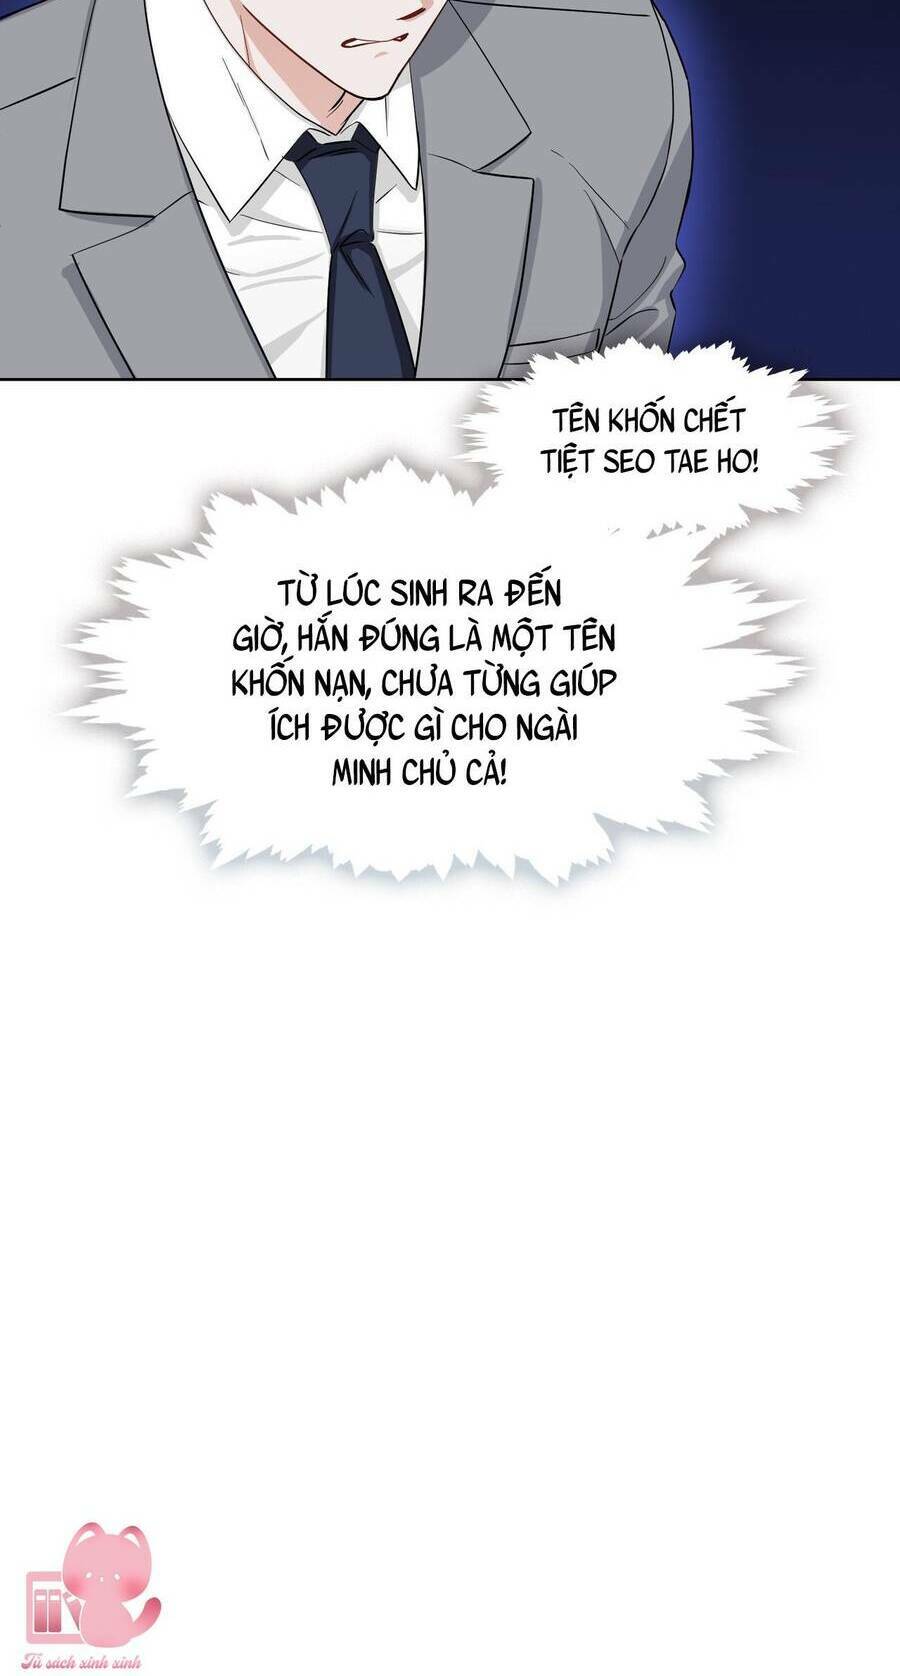 TÊN KHỐN CHẾT
TIỆT SEO TAE HO!
TỪ LÚC SINH RA ĐẾN
GIỜ, HẮN ĐÚNG LÀ MỘT TÊN
KHỐN NẠN, CHƯA TỪNG GIÚP
ÍCH ĐƯỢC GÌ CHO NGÀI
MINH CHỦ CẢ!
Tủ sách xinh xinh